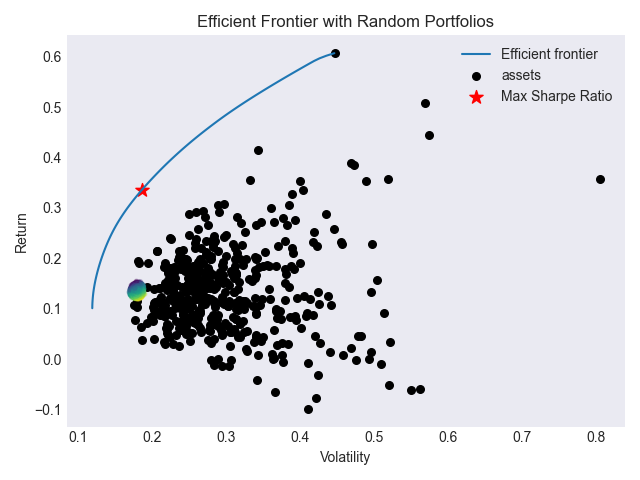 Efficient Frontier with Random Portfolios
Efficient frontier
assets
Max Sharpe Ratio
Return
0.6
0.5
0.4
0.3
0.2
0.1
0.0
−0.1
0.1 0.2 0.3 0.4 0.5 0.6 0.7 0.8
Volatility